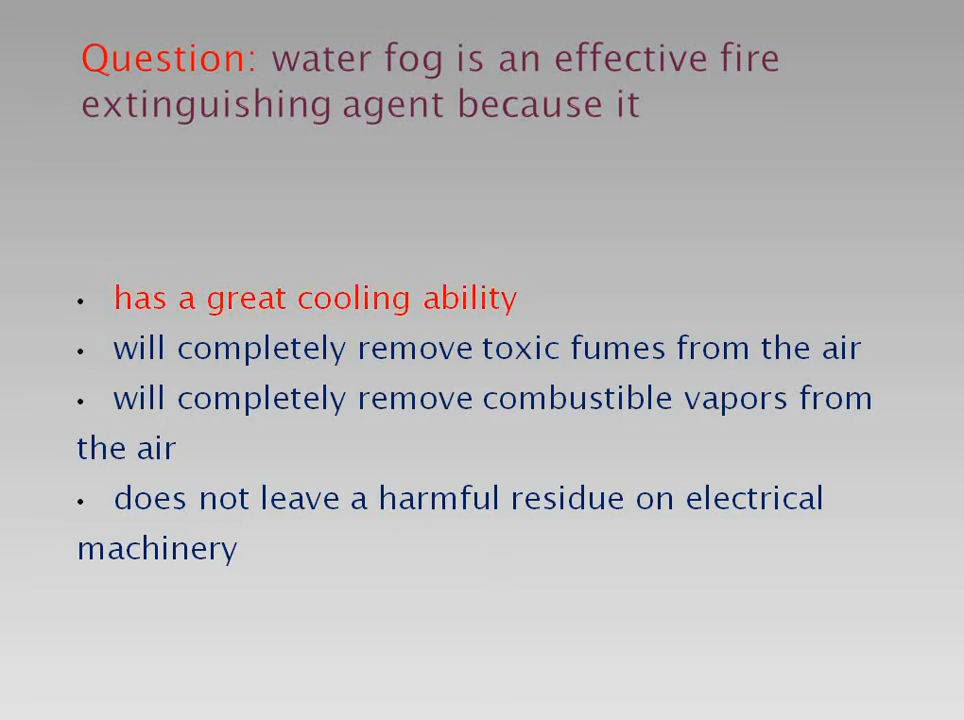 Question: water fog is an effective fire
extinguishing agent because it
• has a great cooling ability
• will completely remove toxic fumes from the air
• will completely remove combustible vapors from
the air
• does not leave a harmful residue on electrical
machinery